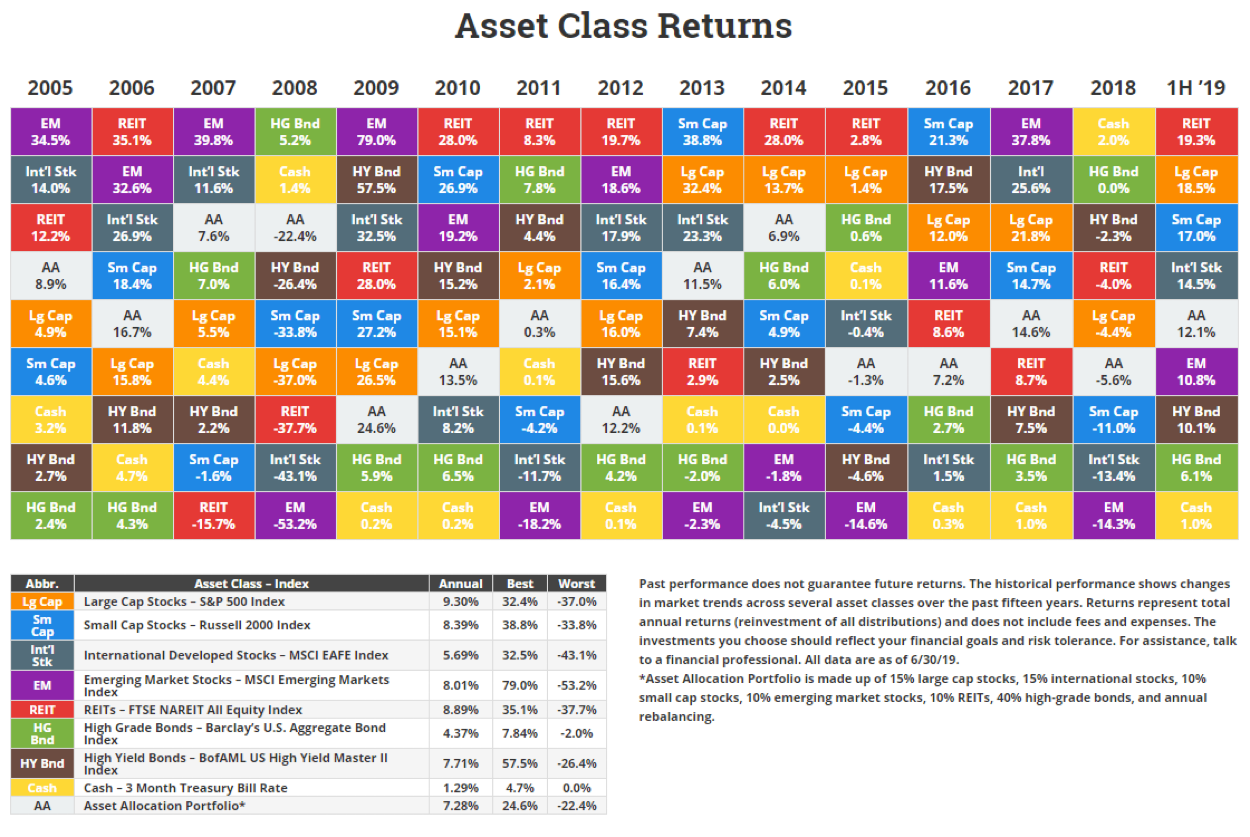 Asset Class Returns
2005 2006 2007 2008 2009 2010 2011 2012 2013 2014 2015 2016 2017 2018 1H ’19
EM REIT EM HG Bnd EM REIT REIT REIT Sm Cap REIT REIT Sm Cap EM Cash REIT
34.5% 35.1% 39.8% 5.2% 79.0% 28.0% 8.3% 19.7% 38.8% 28.0% 2.8% 21.3% 37.8% 2.0% 19.3%
Int’l Stk EM Int’l Stk Cash HY Bnd Sm Cap HG Bnd EM Lg Cap Lg Cap Lg Cap HY Bnd Int’l HG Bnd Lg Cap
14.0% 32.6% 11.6% 1.4% 57.5% 26.9% 7.8% 18.6% 32.4% 13.7% 1.4% 17.5% 25.6% 0.0% 18.5%
REIT Int’l Stk AA AA Int’l Stk EM HY Bnd Int’l Stk Int’l Stk AA HG Bnd Lg Cap Lg Cap HY Bnd Sm Cap
12.2% 26.9% 7.6% -22.4% 32.5% 19.2% 4.4% 17.9% 23.3% 6.9% 0.6% 12.0% 21.8% -2.3% 17.0%
AA Sm Cap HG Bnd HY Bnd REIT HY Bnd Lg Cap Sm Cap AA HG Bnd Cash EM Sm Cap REIT Int’l Stk
8.9% 18.4% 7.0% -26.4% 28.0% 15.2% 2.1% 16.4% 11.5% 6.0% 0.1% 11.6% 14.7% -4.0% 14.5%
Lg Cap AA Lg Cap Sm Cap Sm Cap Lg Cap AA Lg Cap HY Bnd Sm Cap Int’l Stk REIT AA Lg Cap AA
4.9% 16.7% 5.5% -33.8% 27.2% 15.1% 0.3% 16.0% 7.4% 4.9% -0.4% 8.6% 14.6% -4.4% 12.1%
Sm Cap Lg Cap Cash Lg Cap Lg Cap AA Cash HY Bnd REIT HY Bnd AA AA REIT AA EM
4.6% 15.8% 4.4% -37.0% 26.5% 13.5% 0.1% 15.6% 2.9% 2.5% -1.3% 7.2% 8.7% -5.6% 10.8%
Cash HY Bnd HY Bnd REIT AA Int’l Stk Sm Cap AA Cash Cash Sm Cap HG Bnd HY Bnd Sm Cap HY Bnd
3.2% 11.8% 2.2% -37.7% 24.6% 8.2% -4.2% 12.2% 0.1% 0.0% -4.4% 2.7% 7.5% -11.0% 10.1%
HY Bnd Cash Sm Cap Int’l Stk HG Bnd HG Bnd Int’l Stk HG Bnd HG Bnd EM HY Bnd Int’l Stk HG Bnd Int’l Stk HG Bnd
2.7% 4.7% -1.6% -43.1% 5.9% 6.5% -11.7% 4.2% -2.0% -1.8% -4.6% 1.5% 3.5% -13.4% 6.1%
HG Bnd HG Bnd REIT EM Cash Cash EM Cash EM Int’l Stk EM Cash Cash EM Cash
2.4% 4.3% -15.7% -53.2% 0.2% 0.2% -18.2% 0.1% -2.3% -4.5% -14.6% 0.3% 1.0% -14.3% 1.0%
Abbr. Asset Class – Index Annual Best Worst
Lg Cap Large Cap Stocks – S&P 500 Index 9.30% 32.4% -37.0%
Sm
Cap Small Cap Stocks – Russell 2000 Index 8.39% 38.8% -33.8%
Int’l
Stk International Developed Stocks – MSCI EAFE Index 5.69% 32.5% -43.1%
EM Emerging Market Stocks – MSCI Emerging Markets
Index 8.01% 79.0% -53.2%
REIT REITs – FTSE NAREIT All Equity Index 8.89% 35.1% -37.7%
HG
Bnd High Grade Bonds – Barclay’s U.S. Aggregate Bond
Index 4.37% 7.84% -2.0%
HY Bnd High Yield Bonds – BofAML US High Yield Master II
Index 7.71% 57.5% -26.4%
Cash Cash – 3 Month Treasury Bill Rate 1.29% 4.7% 0.0%
AA Asset Allocation Portfolio* 7.28% 24.6% -22.4%
Past performance does not guarantee future returns. The historical performance shows changes
in market trends across several asset classes over the past fifteen years. Returns represent total
annual returns (reinvestment of all distributions) and does not include fees and expenses. The
investments you choose should reflect your financial goals and risk tolerance. For assistance, talk
to a financial professional. All data are as of 6/30/19.
*Asset Allocation Portfolio is made up of 15% large cap stocks, 15% international stocks, 10%
small cap stocks, 10% emerging market stocks, 10% REITs, 40% high-grade bonds, and annual
rebalancing.